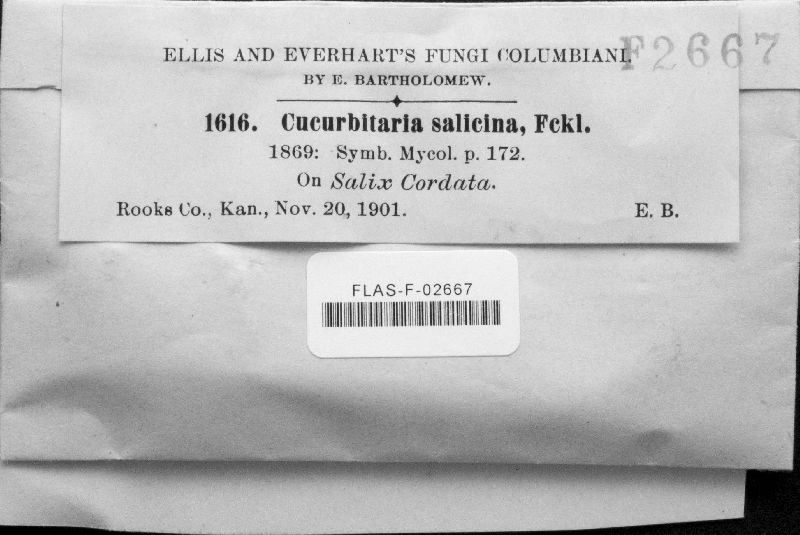 ELLIS AND EVERHART'S FUNGI COLUMBIANI.
F2667
BY E. BARTHOLOMEW.
1616. Cucurbitaria salicina, Fckl.
1869: Symb. Mycol. p. 172.
On Salix Cordata.
Rooks Co., Kan., Nov. 20, 1901. E. B.
FLAS-F-02667